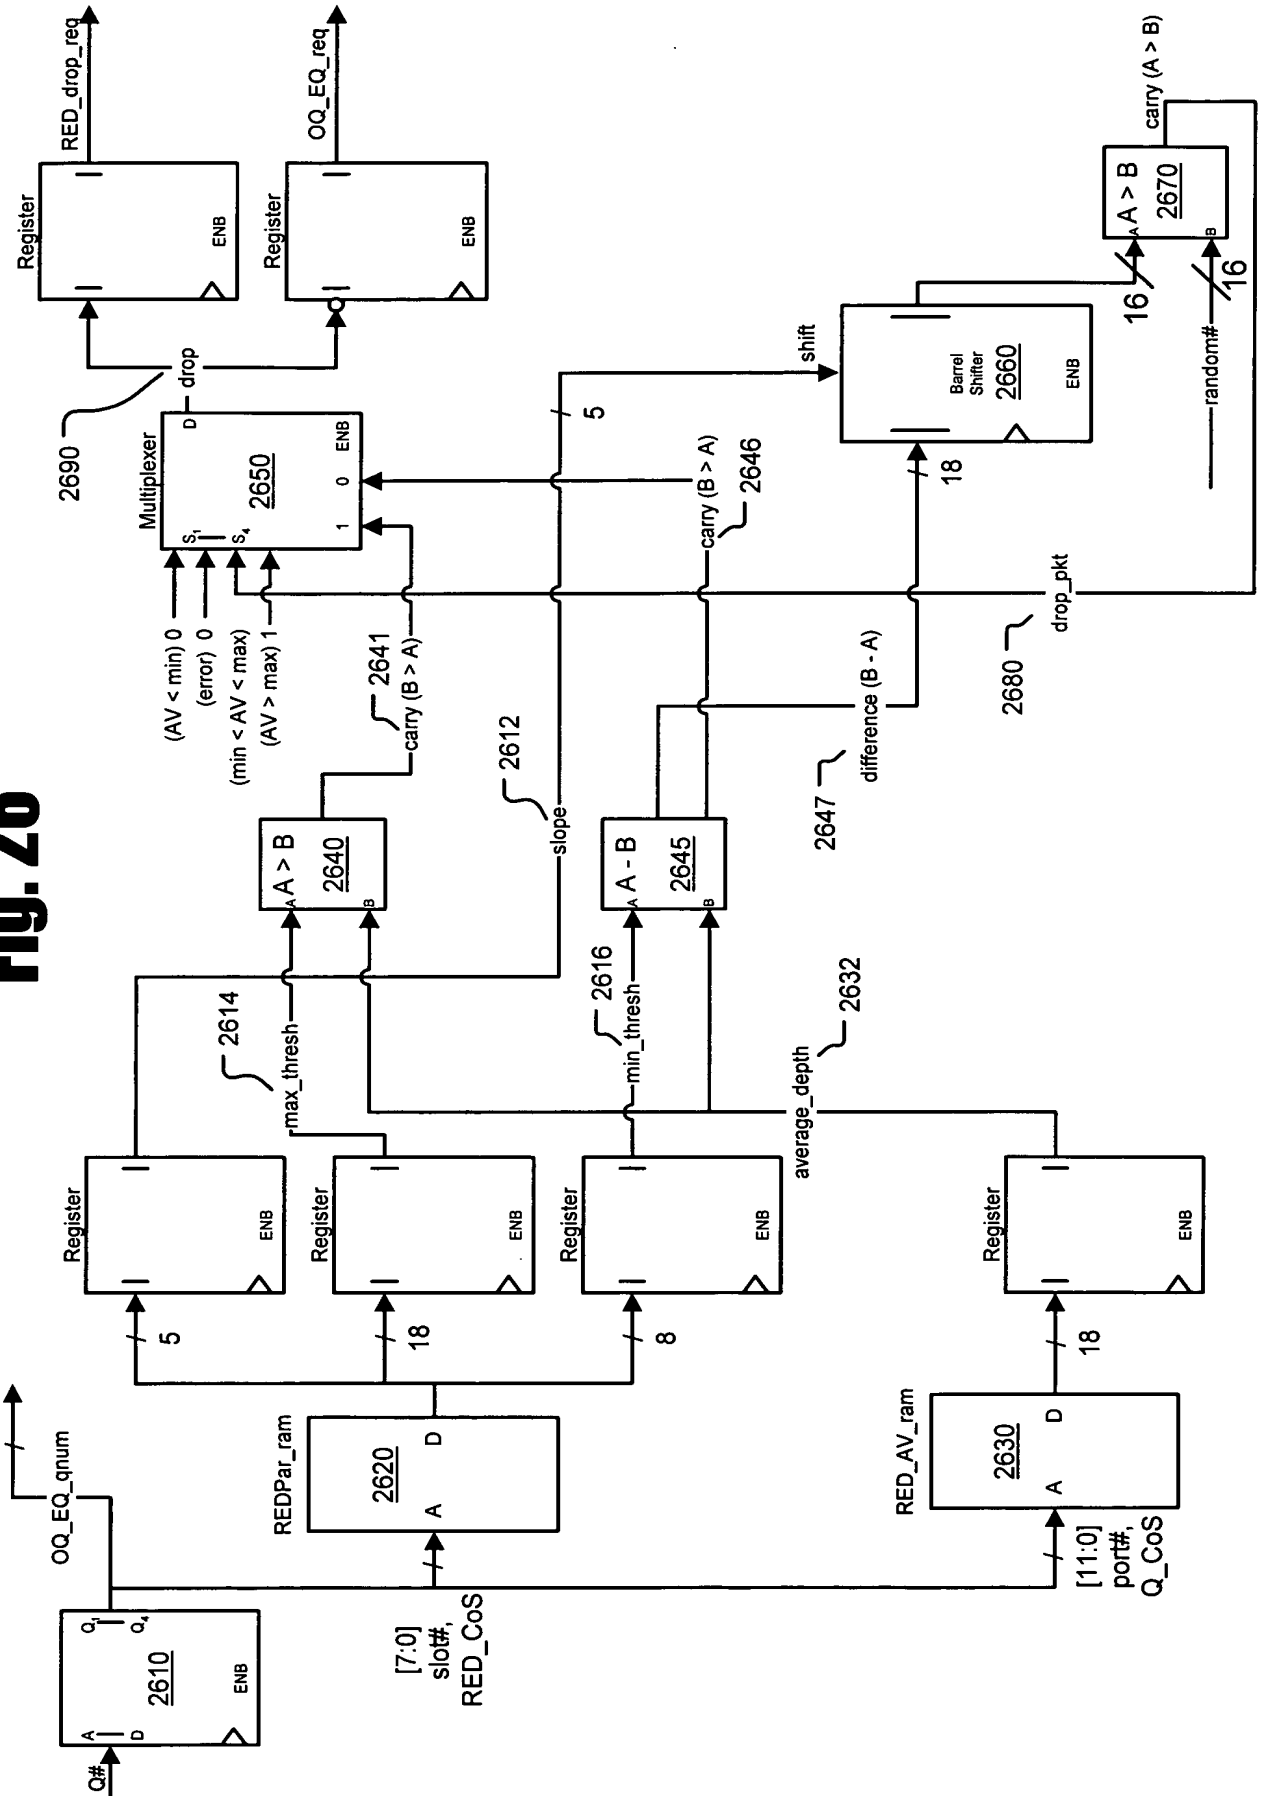 Fig. 26
Q#
A
D
Q1
Q4
2610
ENB
OQ_EQ_qnum
[7:0]
slot#,
RED_CoS
REDPar_ram
2620
A
D
[11:0]
port#,
Q_CoS
RED_AV_ram
2630
A
D
5
18
8
18
Register
ENB
Register
ENB
Register
ENB
Register
ENB
max_thresh
2614
min_thresh
2616
average_depth
2632
A
A > B
2640
B
A
A - B
2645
B
slope
2612
carry (B > A)
2641
difference (B - A)
2647
carry (B > A)
2646
(AV < min) 0
(error) 0
(min < AV < max)
(AV > max) 1
Multiplexer
S1
S4
D
2650
1
0
ENB
5
shift
18
Barrel
Shifter
2660
ENB
drop_pkt
2680
drop
2690
Register
ENB
Register
ENB
RED_drop_req
OQ_EQ_req
16
random#
16
A
A > B
2670
B
carry (A > B)